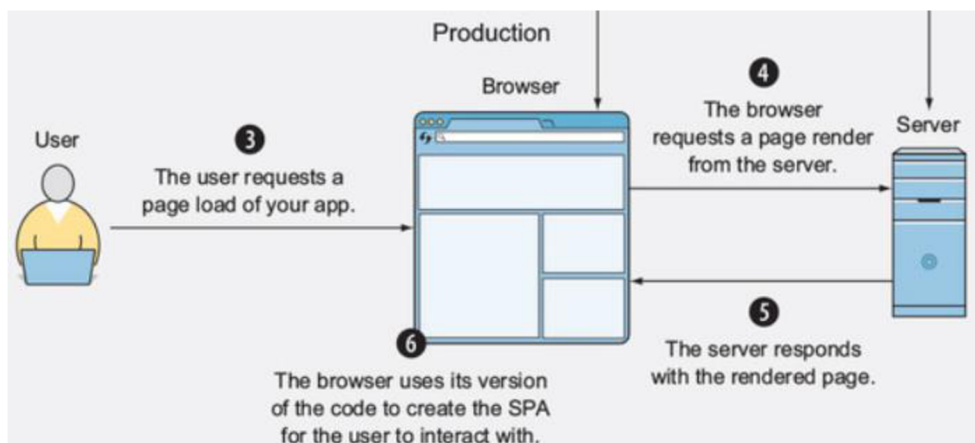 Production
Browser
User
3
The user requests a
page load of your app.
4
The browser
requests a page render
from the server.
Server
5
The server responds
with the rendered page.
6
The browser uses its version
of the code to create the SPA
for the user to interact with.